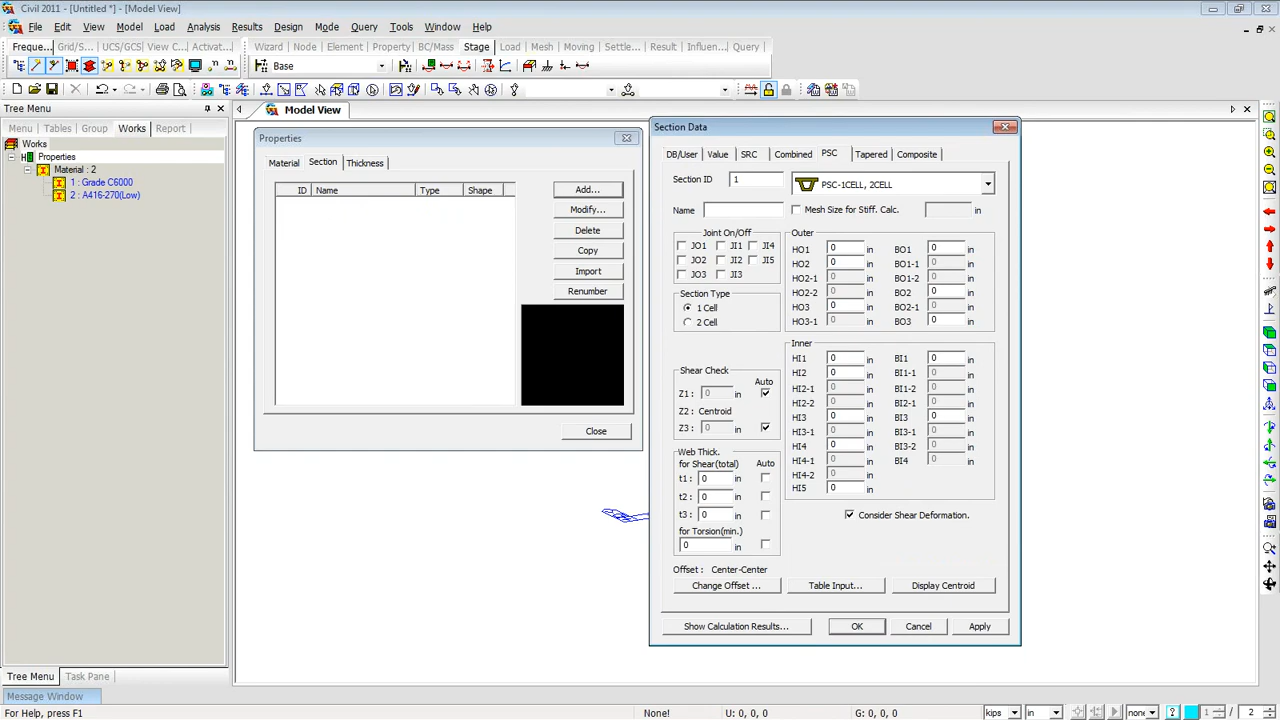 Civil 2011 - [Untitled *] - [Model View]
File Edit View Model Load Analysis Results Design Mode Query Tools Window Help
Freque... Grid/S... UCS/GCS View C... Activat... Wizard Node Element Property BC/Mass Stage Load Mesh Moving Settle... Result Influen... Query
Base
Tree Menu
Model View
Menu Tables Group Works Report
Works
Properties
Material : 2
1 : Grade C6000
2 : A416-270(Low)
Properties
Material Section Thickness
ID Name Type Shape
Add...
Modify...
Delete
Copy
Import
Renumber
Close
Section Data
DB/User Value SRC Combined PSC Tapered Composite
Section ID 1 PSC-1CELL, 2CELL
Name Mesh Size for Stiff. Calc. in
Joint On/Off
JO1 JI1 JI4
JO2 JI2 JI5
JO3 JI3
Section Type
1 Cell
2 Cell
Shear Check
Auto
Z1 : 0 in
Z2 : Centroid
Z3 : 0 in
Web Thick.
for Shear(total) Auto
t1 : 0 in
t2 : 0 in
t3 : 0 in
for Torsion(min.)
0 in
Outer
HO1 0 in BO1 0 in
HO2 0 in BO1-1 0 in
HO2-1 0 in BO1-2 0 in
HO2-2 0 in BO2 0 in
HO3 0 in BO2-1 0 in
HO3-1 0 in BO3 0 in
Inner
HI1 0 in BI1 0 in
HI2 0 in BI1-1 0 in
HI2-1 0 in BI1-2 0 in
HI2-2 0 in BI2-1 0 in
HI3 0 in BI3 0 in
HI3-1 0 in BI3-1 0 in
HI4 0 in BI3-2 0 in
HI4-1 0 in BI4 0 in
HI4-2 0 in
HI5 0 in
Consider Shear Deformation.
Offset : Center-Center
Change Offset ... Table Input... Display Centroid
Show Calculation Results... OK Cancel Apply
Tree Menu Task Pane
Message Window
For Help, press F1 None! U: 0, 0, 0 G: 0, 0, 0 kips in none 1 / 2